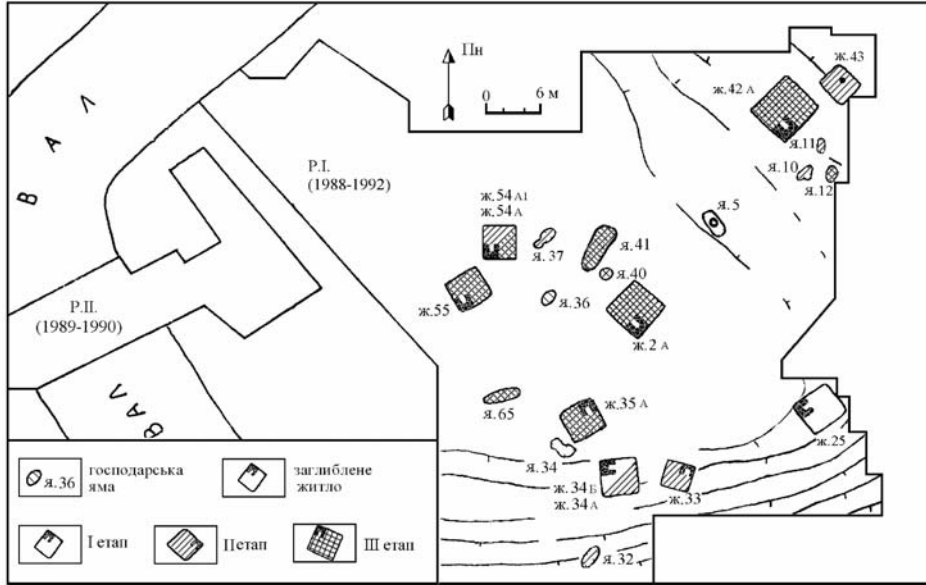 ВАЛ
Р.І.
(1988-1992)
Пн
0 6 м
ж.43
ж.42 А
я.11
я.10
я.12
я.5
ж.54 А1
ж.54 А
я.37
я.41
я.40
ж.55
я.36
ж.2 А
Р.ІІ.
(1989-1990)
ВАЛ
я.65
ж.35 А
ж.25
я.34
ж.34 Б
ж.34 А
ж.33
я.32
я.36
господарська
яма
заглиблене
житло
І етап
ІІ етап
ІІІ етап